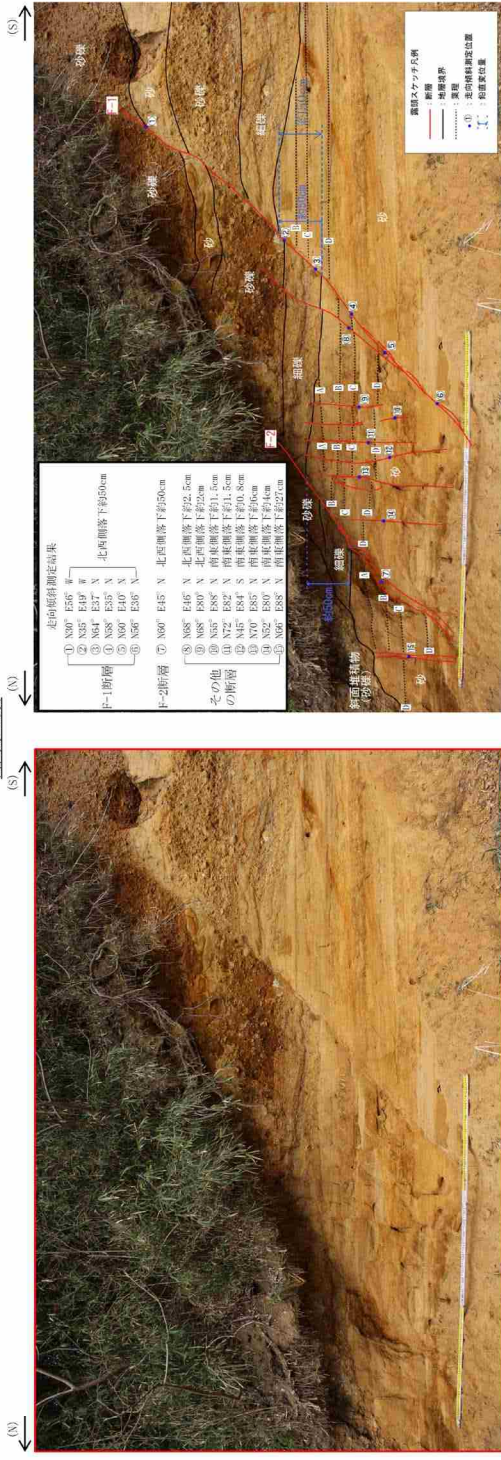 (N)
(S)
(N)
(S)
走向傾斜測定結果
F-1断層
① N30° E56° W
② N35° E49° W
③ N64° E37° N
④ N58° E35° N
⑤ N60° E40° N
⑥ N56° E36° N
北西側落下約50cm
F-2断層 ⑦ N60° E45° N 北西側落下約50cm
その他の断層
⑧ N68° E46° N 北西側落下約2.5cm
⑨ N68° E80° N 北西側落下約2cm
⑩ N55° E88° N 南東側落下約1.5cm
⑪ N72° E82° N 南東側落下約1.5cm
⑫ N45° E84° S 南東側落下約0.8cm
⑬ N70° E85° N 南東側落下約6cm
⑭ N52° E80° N 南東側落下約4cm
⑮ N66° E88° N 南東側落下約27cm
砂礫
F-1
砂
砂礫
砂礫
砂
細礫
砂礫
約50cm
細礫
F-2
砂礫
約50cm
細礫
斜面堆積物
(砂礫)
砂
砂
砂
A
B
C
D
露頭スケッチ凡例
：断層
：地層境界
：葉理
①：走向傾斜測定位置
：鉛直変位量